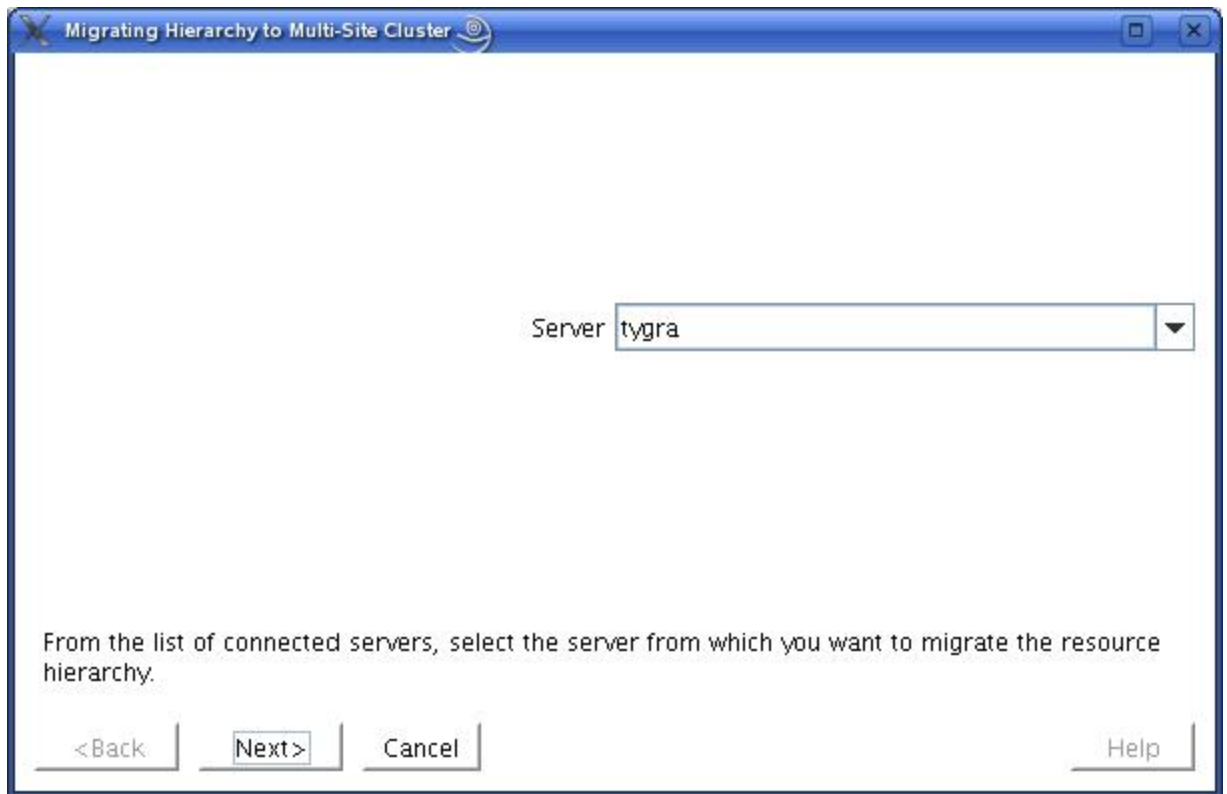 Migrating Hierarchy to Multi-Site Cluster
Server tygra
From the list of connected servers, select the server from which you want to migrate the resource
hierarchy.
<Back Next> Cancel Help